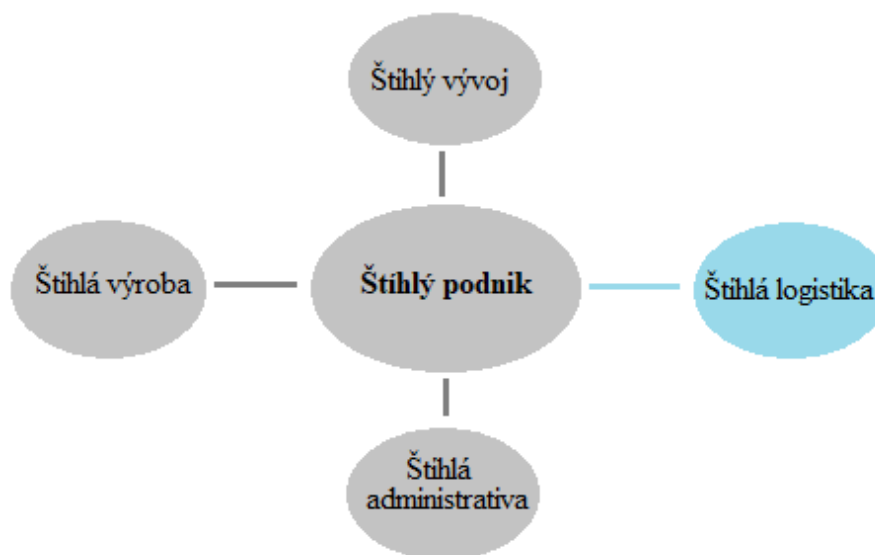 Štíhlý vývoj
Štíhlá výroba
Štíhlý podnik
Štíhlá logistika
Štíhlá
administrativa